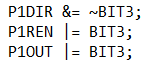 P1DIR &= ~BIT3;
P1REN |= BIT3;
P1OUT |= BIT3;